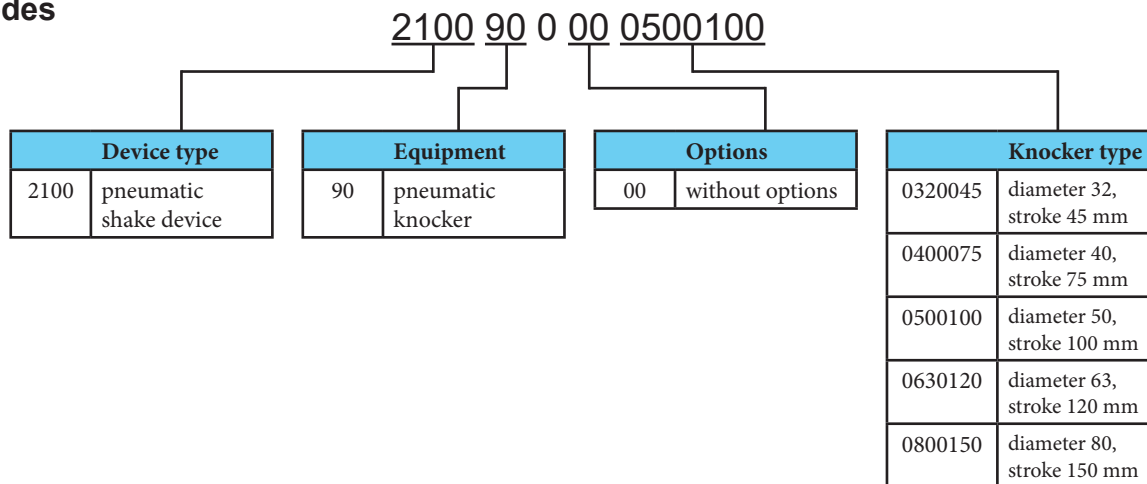 des
2100 90 0 00 0500100
Device type
2100 pneumatic
shake device
Equipment
90 pneumatic
knocker
Options
00 without options
Knocker type
0320045 diameter 32,
stroke 45 mm
0400075 diameter 40,
stroke 75 mm
0500100 diameter 50,
stroke 100 mm
0630120 diameter 63,
stroke 120 mm
0800150 diameter 80,
stroke 150 mm